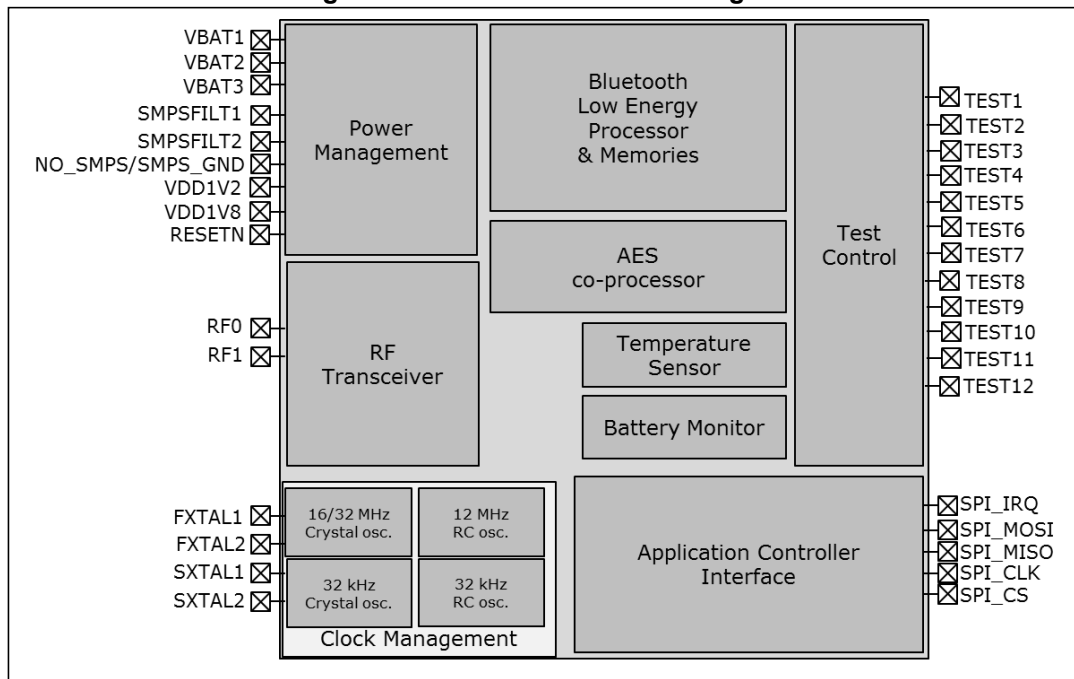 VBAT1
VBAT2
VBAT3
SMPSFILT1
SMPSFILT2
NO_SMPS/SMPS_GND
VDD1V2
VDD1V8
RESETN
RF0
RF1
FXTAL1
FXTAL2
SXTAL1
SXTAL2
Power
Management
RF
Transceiver
16/32 MHz
Crystal osc.
12 MHz
RC osc.
32 kHz
Crystal osc.
32 kHz
RC osc.
Clock Management
Bluetooth
Low Energy
Processor
& Memories
AES
co-processor
Temperature
Sensor
Battery Monitor
Application Controller
Interface
Test
Control
TEST1
TEST2
TEST3
TEST4
TEST5
TEST6
TEST7
TEST8
TEST9
TEST10
TEST11
TEST12
SPI_IRQ
SPI_MOSI
SPI_MISO
SPI_CLK
SPI_CS